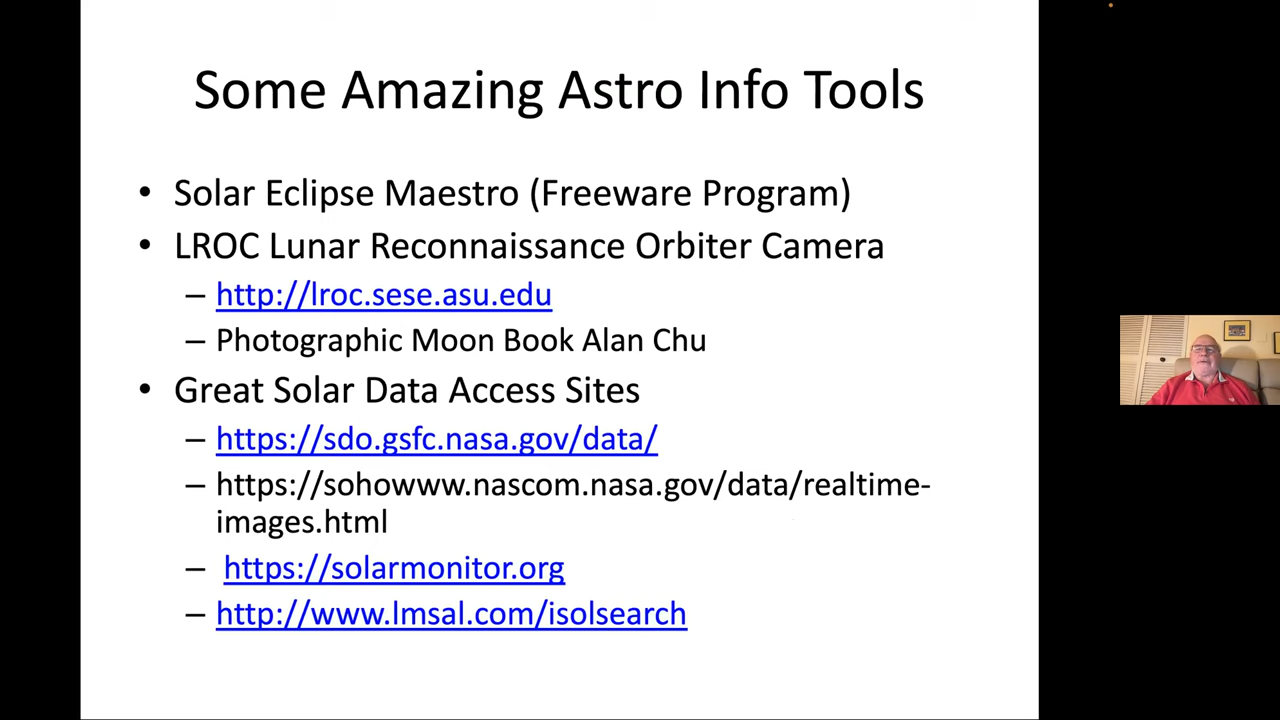 Some Amazing Astro Info Tools
• Solar Eclipse Maestro (Freeware Program)
• LROC Lunar Reconnaissance Orbiter Camera
– http://lroc.sese.asu.edu
– Photographic Moon Book Alan Chu
• Great Solar Data Access Sites
– https://sdo.gsfc.nasa.gov/data/
– https://sohowww.nascom.nasa.gov/data/realtime-
images.html
– https://solarmonitor.org
– http://www.lmsal.com/isolsearch